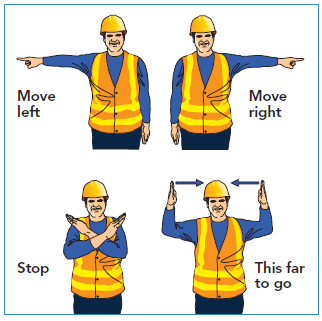 Move
left
Move
right
Stop
This far
to go